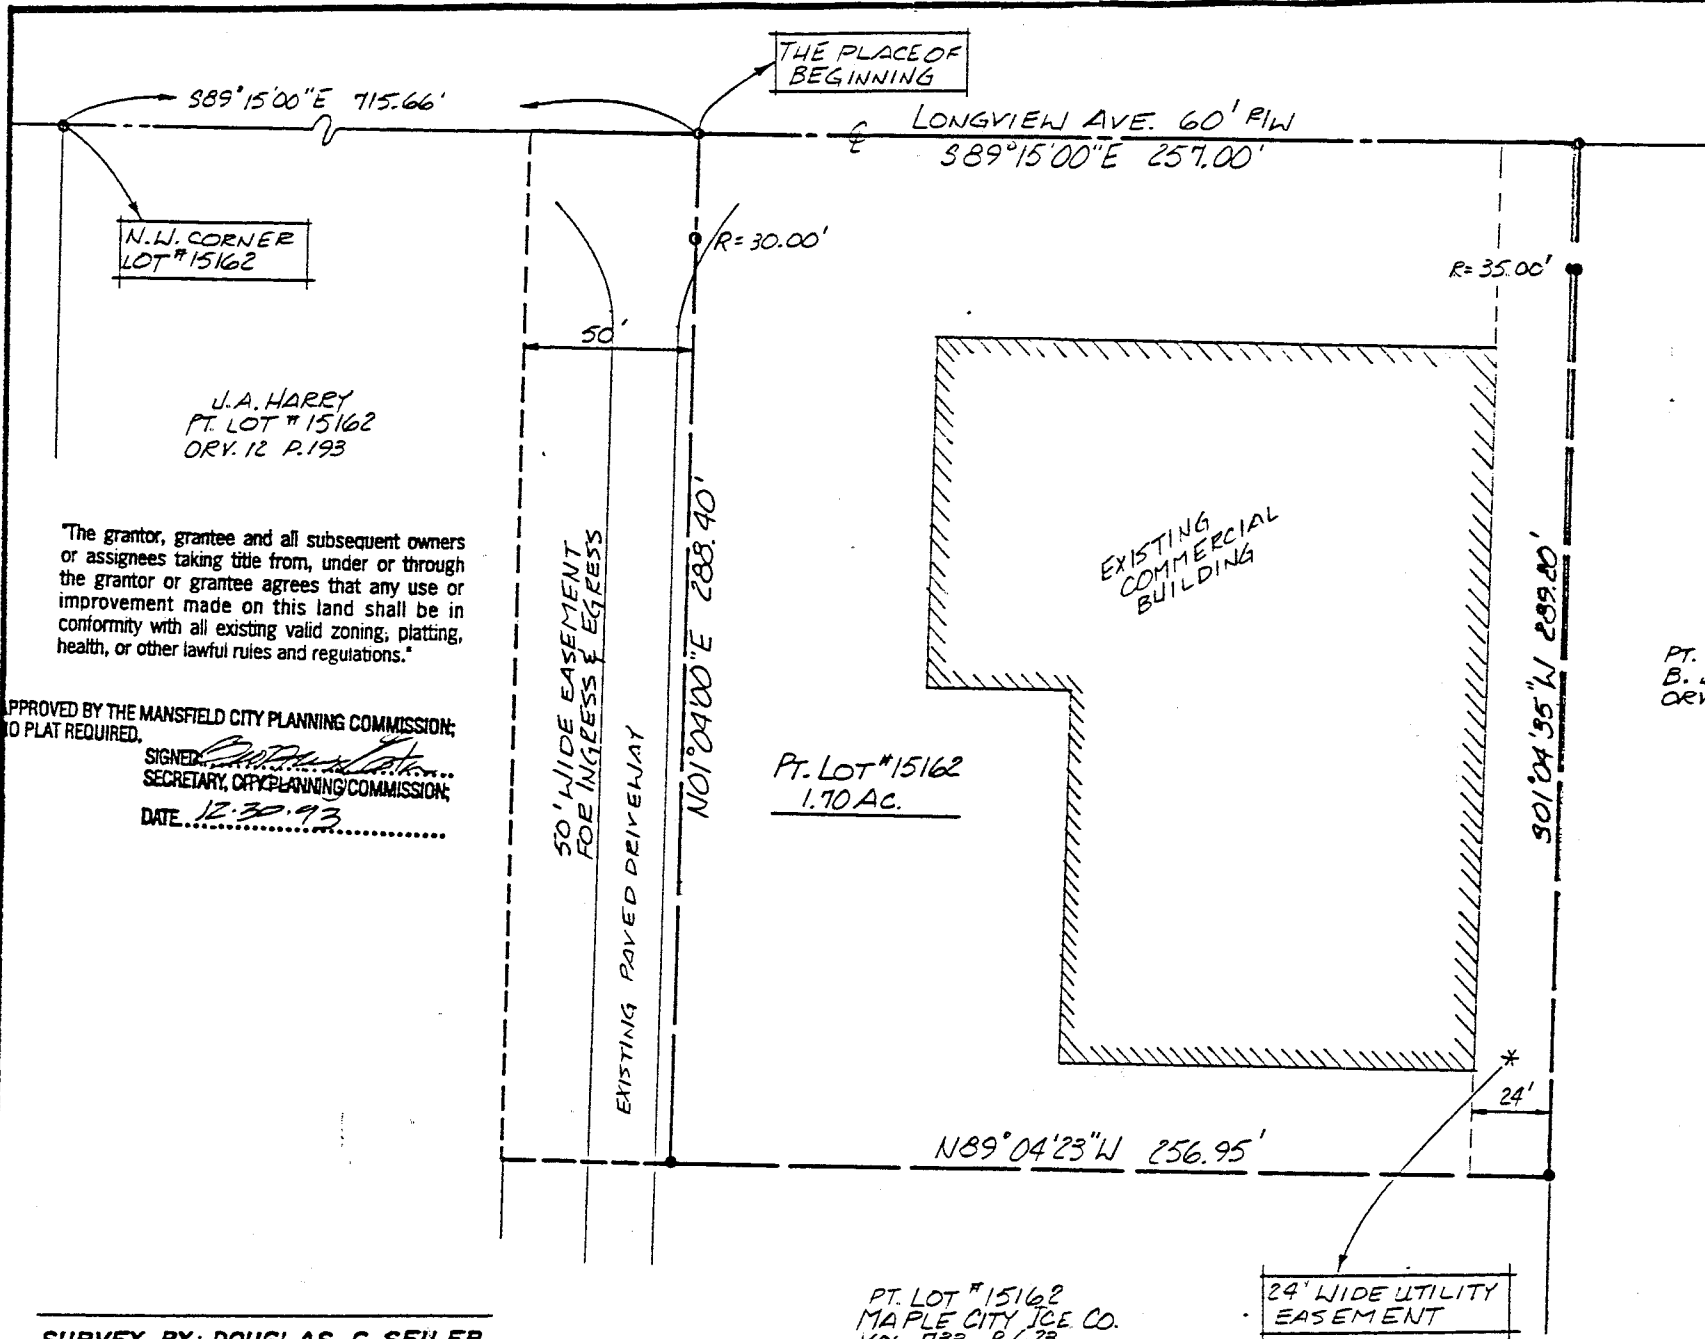 THE PLACE OF
BEGINNING
S89°15'00"E 715.66'
LONGVIEW AVE. 60' R/W
S89°15'00"E 257.00'
N.W. CORNER
LOT #15162
R=30.00'
R=35.00'
50'
J.A. HARRY
PT. LOT #15162
ORV. 12 P.193
"The grantor, grantee and all subsequent owners
or assignees taking title from, under or through
the grantor or grantee agrees that any use or
improvement made on this land shall be in
conformity with all existing valid zoning, platting,
health, or other lawful rules and regulations."
APPROVED BY THE MANSFIELD CITY PLANNING COMMISSION;
NO PLAT REQUIRED.
SIGNED
SECRETARY, CITY PLANNING COMMISSION;
DATE 12-30-93
50' WIDE EASEMENT
FOR INGRESS & EGRESS
EXISTING PAVED DRIVEWAY
N01°04'00"E 288.40'
EXISTING
COMMERCIAL
BUILDING
PT. LOT #15162
1.70 AC.
S01°04'35"W 289.20'
PT.
B. J
ORV
*
24'
N89°04'23"W 256.95'
24' WIDE UTILITY
EASEMENT
PT. LOT #15162
MAPLE CITY ICE CO.
SURVEY BY: DOUGLAS C. SEILER